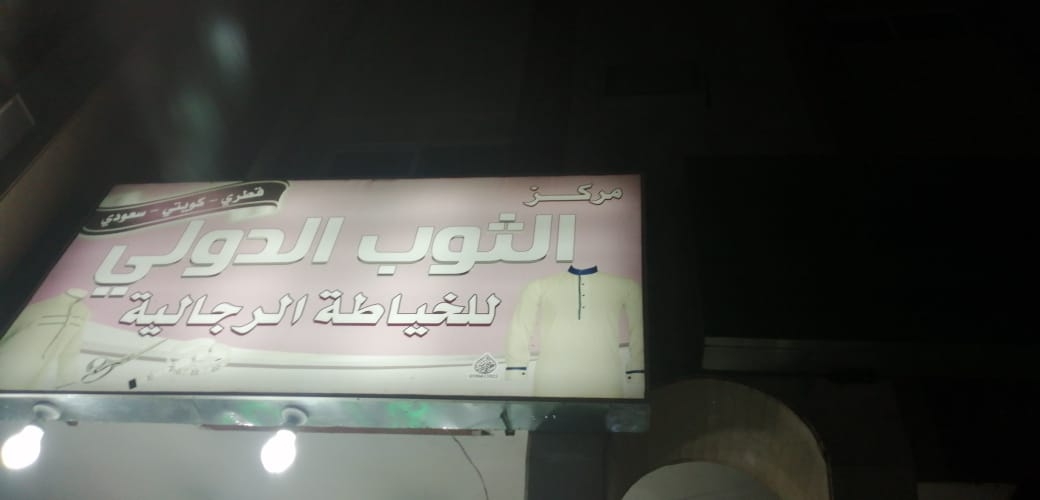 مركز
قطري - كويتي - سعودي
الثوب الدولي
للخياطة الرجالية